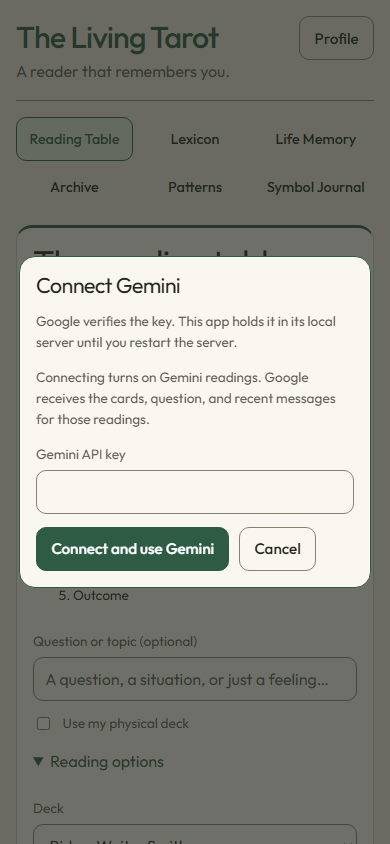 The Living Tarot
Profile
A reader that remembers you.
Reading Table
Lexicon
Life Memory
Archive
Patterns
Symbol Journal
Connect Gemini
Google verifies the key. This app holds it in its local
server until you restart the server.
Connecting turns on Gemini readings. Google
receives the cards, question, and recent messages
for those readings.
Gemini API key
Connect and use Gemini
Cancel
5. Outcome
Question or topic (optional)
A question, a situation, or just a feeling...
Use my physical deck
▼ Reading options
Deck